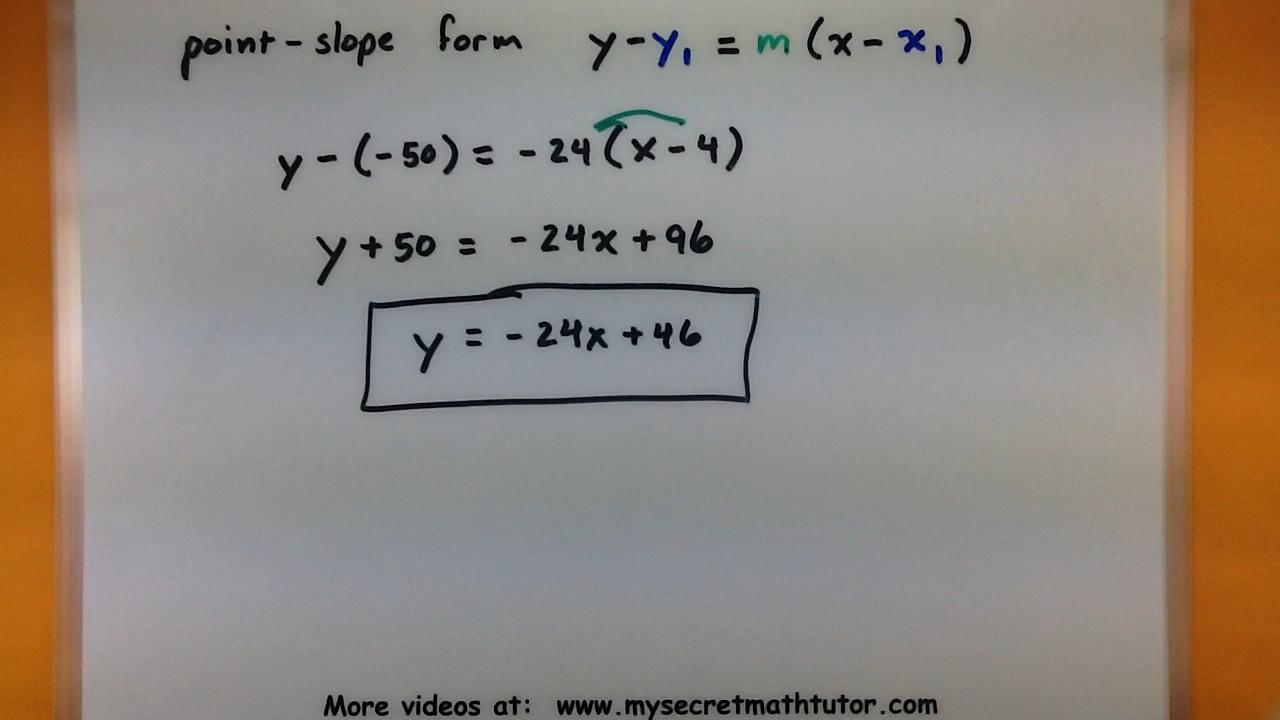 point-slope form y-y₁ = m(x-x₁)
y-(-50) = -24(x-4)
y+50 = -24x+96
y = -24x+46
More videos at: www.mysecretmathtutor.com